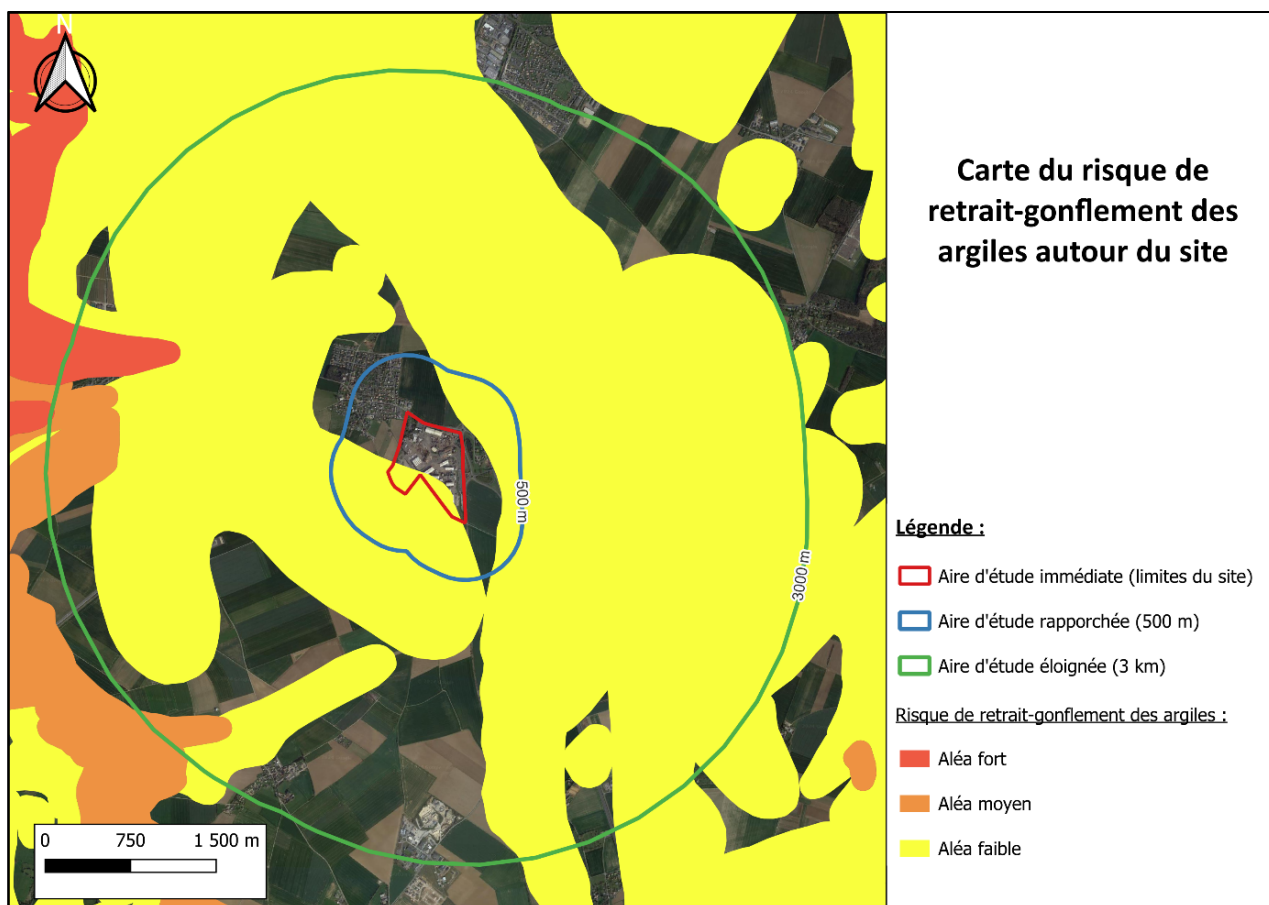 N
Carte du risque de
retrait-gonflement des
argiles autour du site
500 m
3000 m
Légende :
Aire d'étude immédiate (limites du site)
Aire d'étude rapporchée (500 m)
Aire d'étude éloignée (3 km)
Risque de retrait-gonflement des argiles :
Aléa fort
Aléa moyen
Aléa faible
0 750 1 500 m